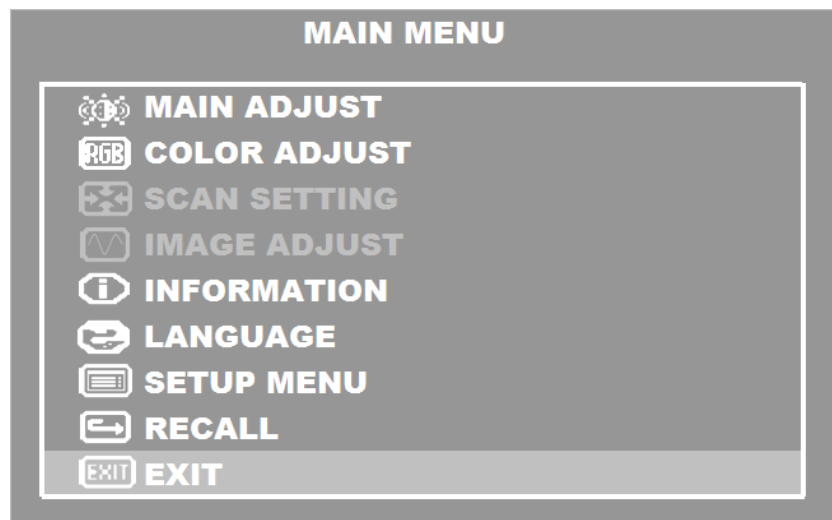 MAIN MENU
MAIN ADJUST
RGB COLOR ADJUST
SCAN SETTING
IMAGE ADJUST
i INFORMATION
LANGUAGE
SETUP MENU
RECALL
EXIT EXIT